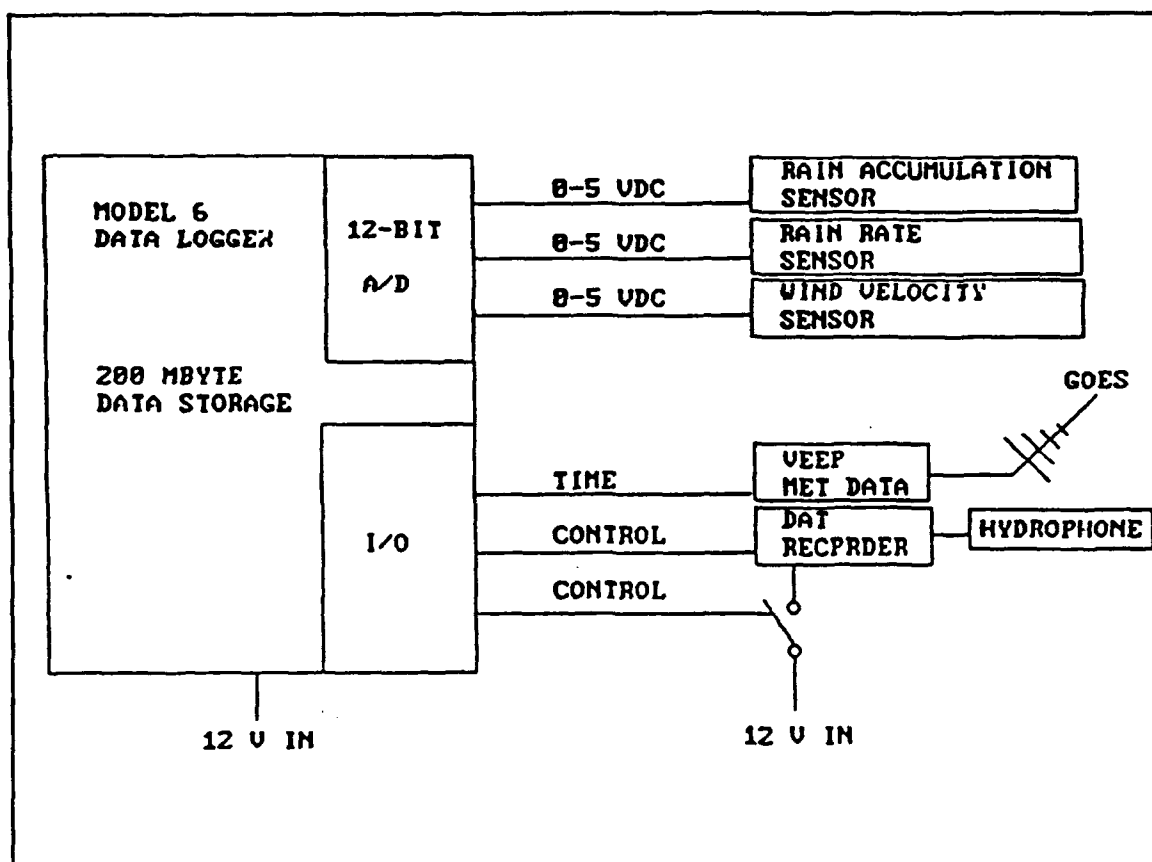 MODEL 6
DATA LOGGER
200 MBYTE
DATA STORAGE
12-BIT
A/D
I/O
0-5 VDC
0-5 VDC
0-5 VDC
RAIN ACCUMULATION
SENSOR
RAIN RATE
SENSOR
WIND VELOCITY
SENSOR
GOES
TIME
VEEP
MET DATA
CONTROL
DAT
RECPRDER
HYDROPHONE
CONTROL
12 V IN
12 V IN